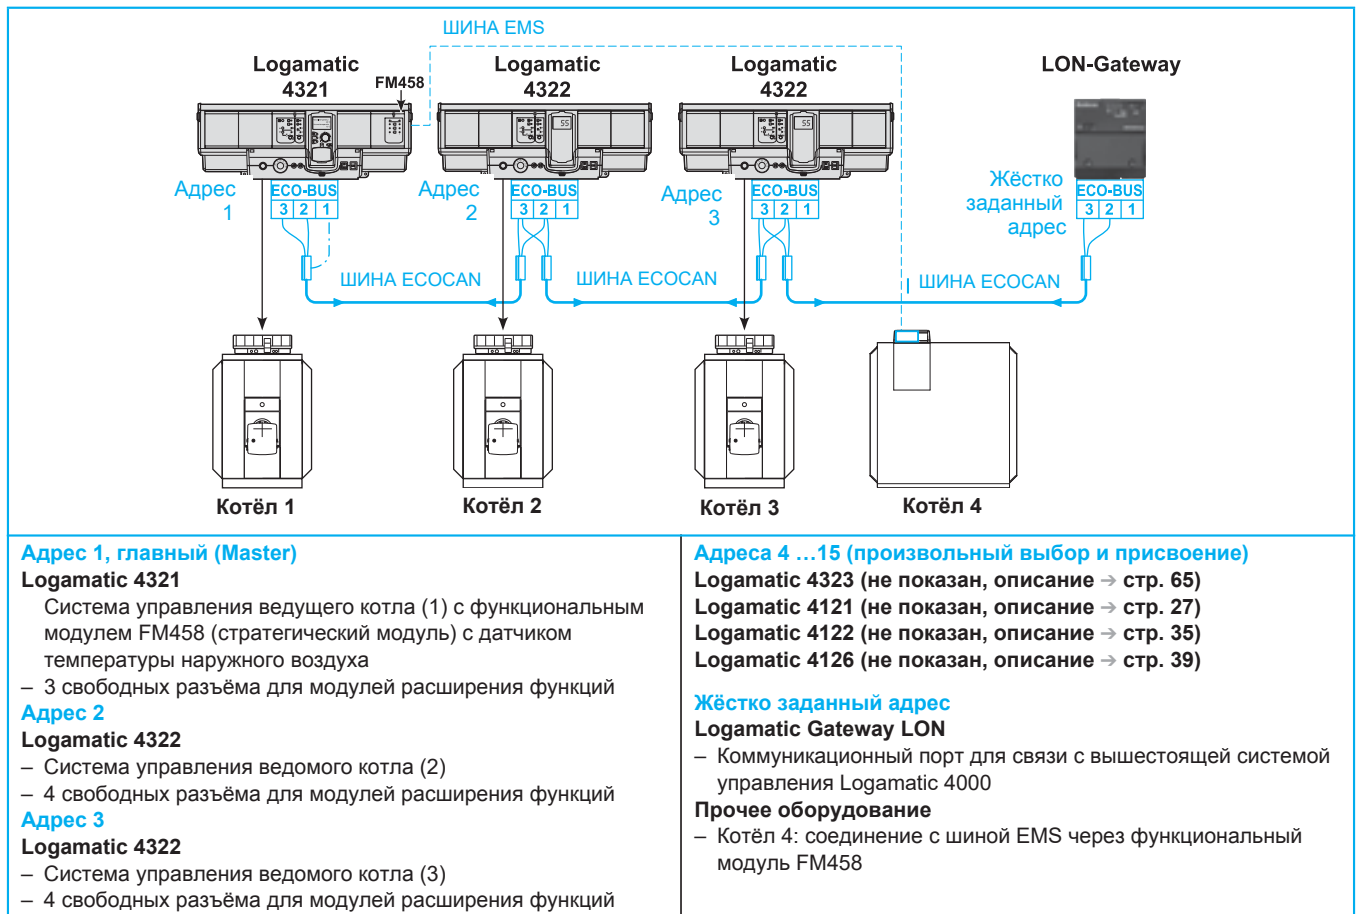 ШИНА EMS
Logamatic
4321
FM458
Logamatic
4322
Logamatic
4322
LON-Gateway
55
55
Адрес
1
ECO-BUS
3 2 1
Адрес
2
ECO-BUS
3 2 1
Адрес
3
ECO-BUS
3 2 1
Жёстко
заданный
адрес
ECO-BUS
3 2 1
ШИНА ECOCAN
ШИНА ECOCAN
ШИНА ECOCAN
Котёл 1
Котёл 2
Котёл 3
Котёл 4
Адрес 1, главный (Master)
Logamatic 4321
Система управления ведущего котла (1) с функциональным
модулем FM458 (стратегический модуль) с датчиком
температуры наружного воздуха
– 3 свободных разъёма для модулей расширения функций
Адрес 2
Logamatic 4322
– Система управления ведомого котла (2)
– 4 свободных разъёма для модулей расширения функций
Адрес 3
Logamatic 4322
– Система управления ведомого котла (3)
– 4 свободных разъёма для модулей расширения функций
Адреса 4 …15 (произвольный выбор и присвоение)
Logamatic 4323 (не показан, описание → стр. 65)
Logamatic 4121 (не показан, описание → стр. 27)
Logamatic 4122 (не показан, описание → стр. 35)
Logamatic 4126 (не показан, описание → стр. 39)
Жёстко заданный адрес
Logamatic Gateway LON
– Коммуникационный порт для связи с вышестоящей системой
управления Logamatic 4000
Прочее оборудование
– Котёл 4: соединение с шиной EMS через функциональный
модуль FM458